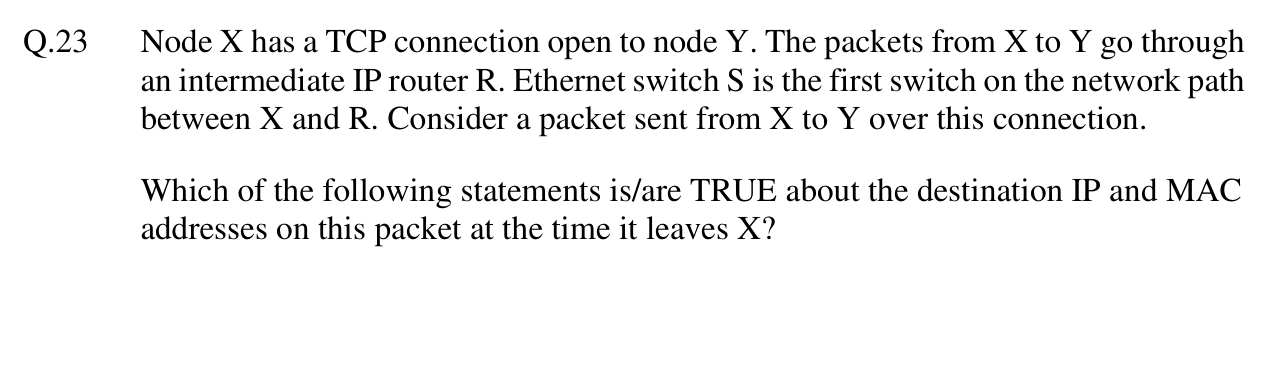 Q.23 Node X has a TCP connection open to node Y. The packets from X to Y go through
an intermediate IP router R. Ethernet switch S is the first switch on the network path
between X and R. Consider a packet sent from X to Y over this connection.
Which of the following statements is/are TRUE about the destination IP and MAC
addresses on this packet at the time it leaves X?